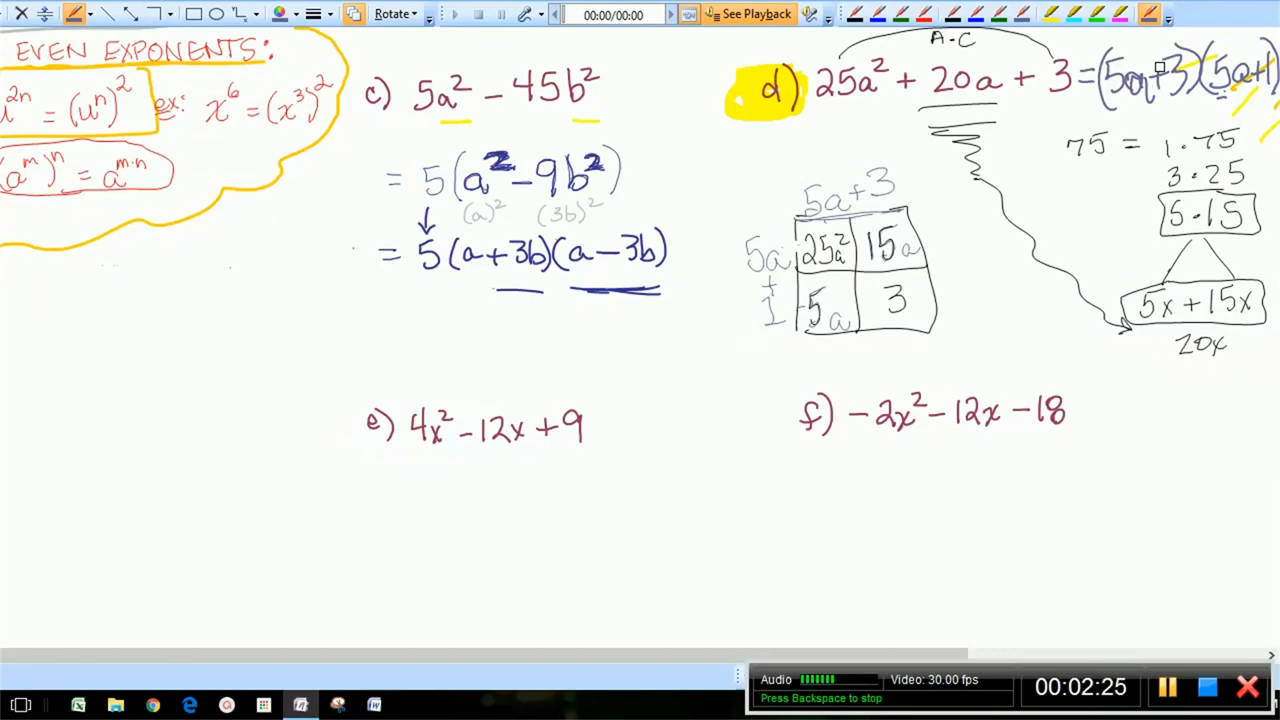 Rotate
00:00/00:00
See Playback
EVEN EXPONENTS:
u²ⁿ = (uⁿ)² ex: x⁶ = (x³)²
(aᵐ)ⁿ = aᵐ·ⁿ
c) 5a² - 45b²
= 5(a² - 9b²)
(a)² (3b)²
= 5(a + 3b)(a - 3b)
A·C
d) 25a² + 20a + 3 = (5a+3)(5a+1)
75 = 1·75
3·25
5·15
5x + 15x
20x
5a + 3
5a 25a² 15a
+
1 5a 3
e) 4x² - 12x + 9
f) -2x² - 12x - 18
Audio
Video: 30.00 fps
Press Backspace to stop
00:02:25